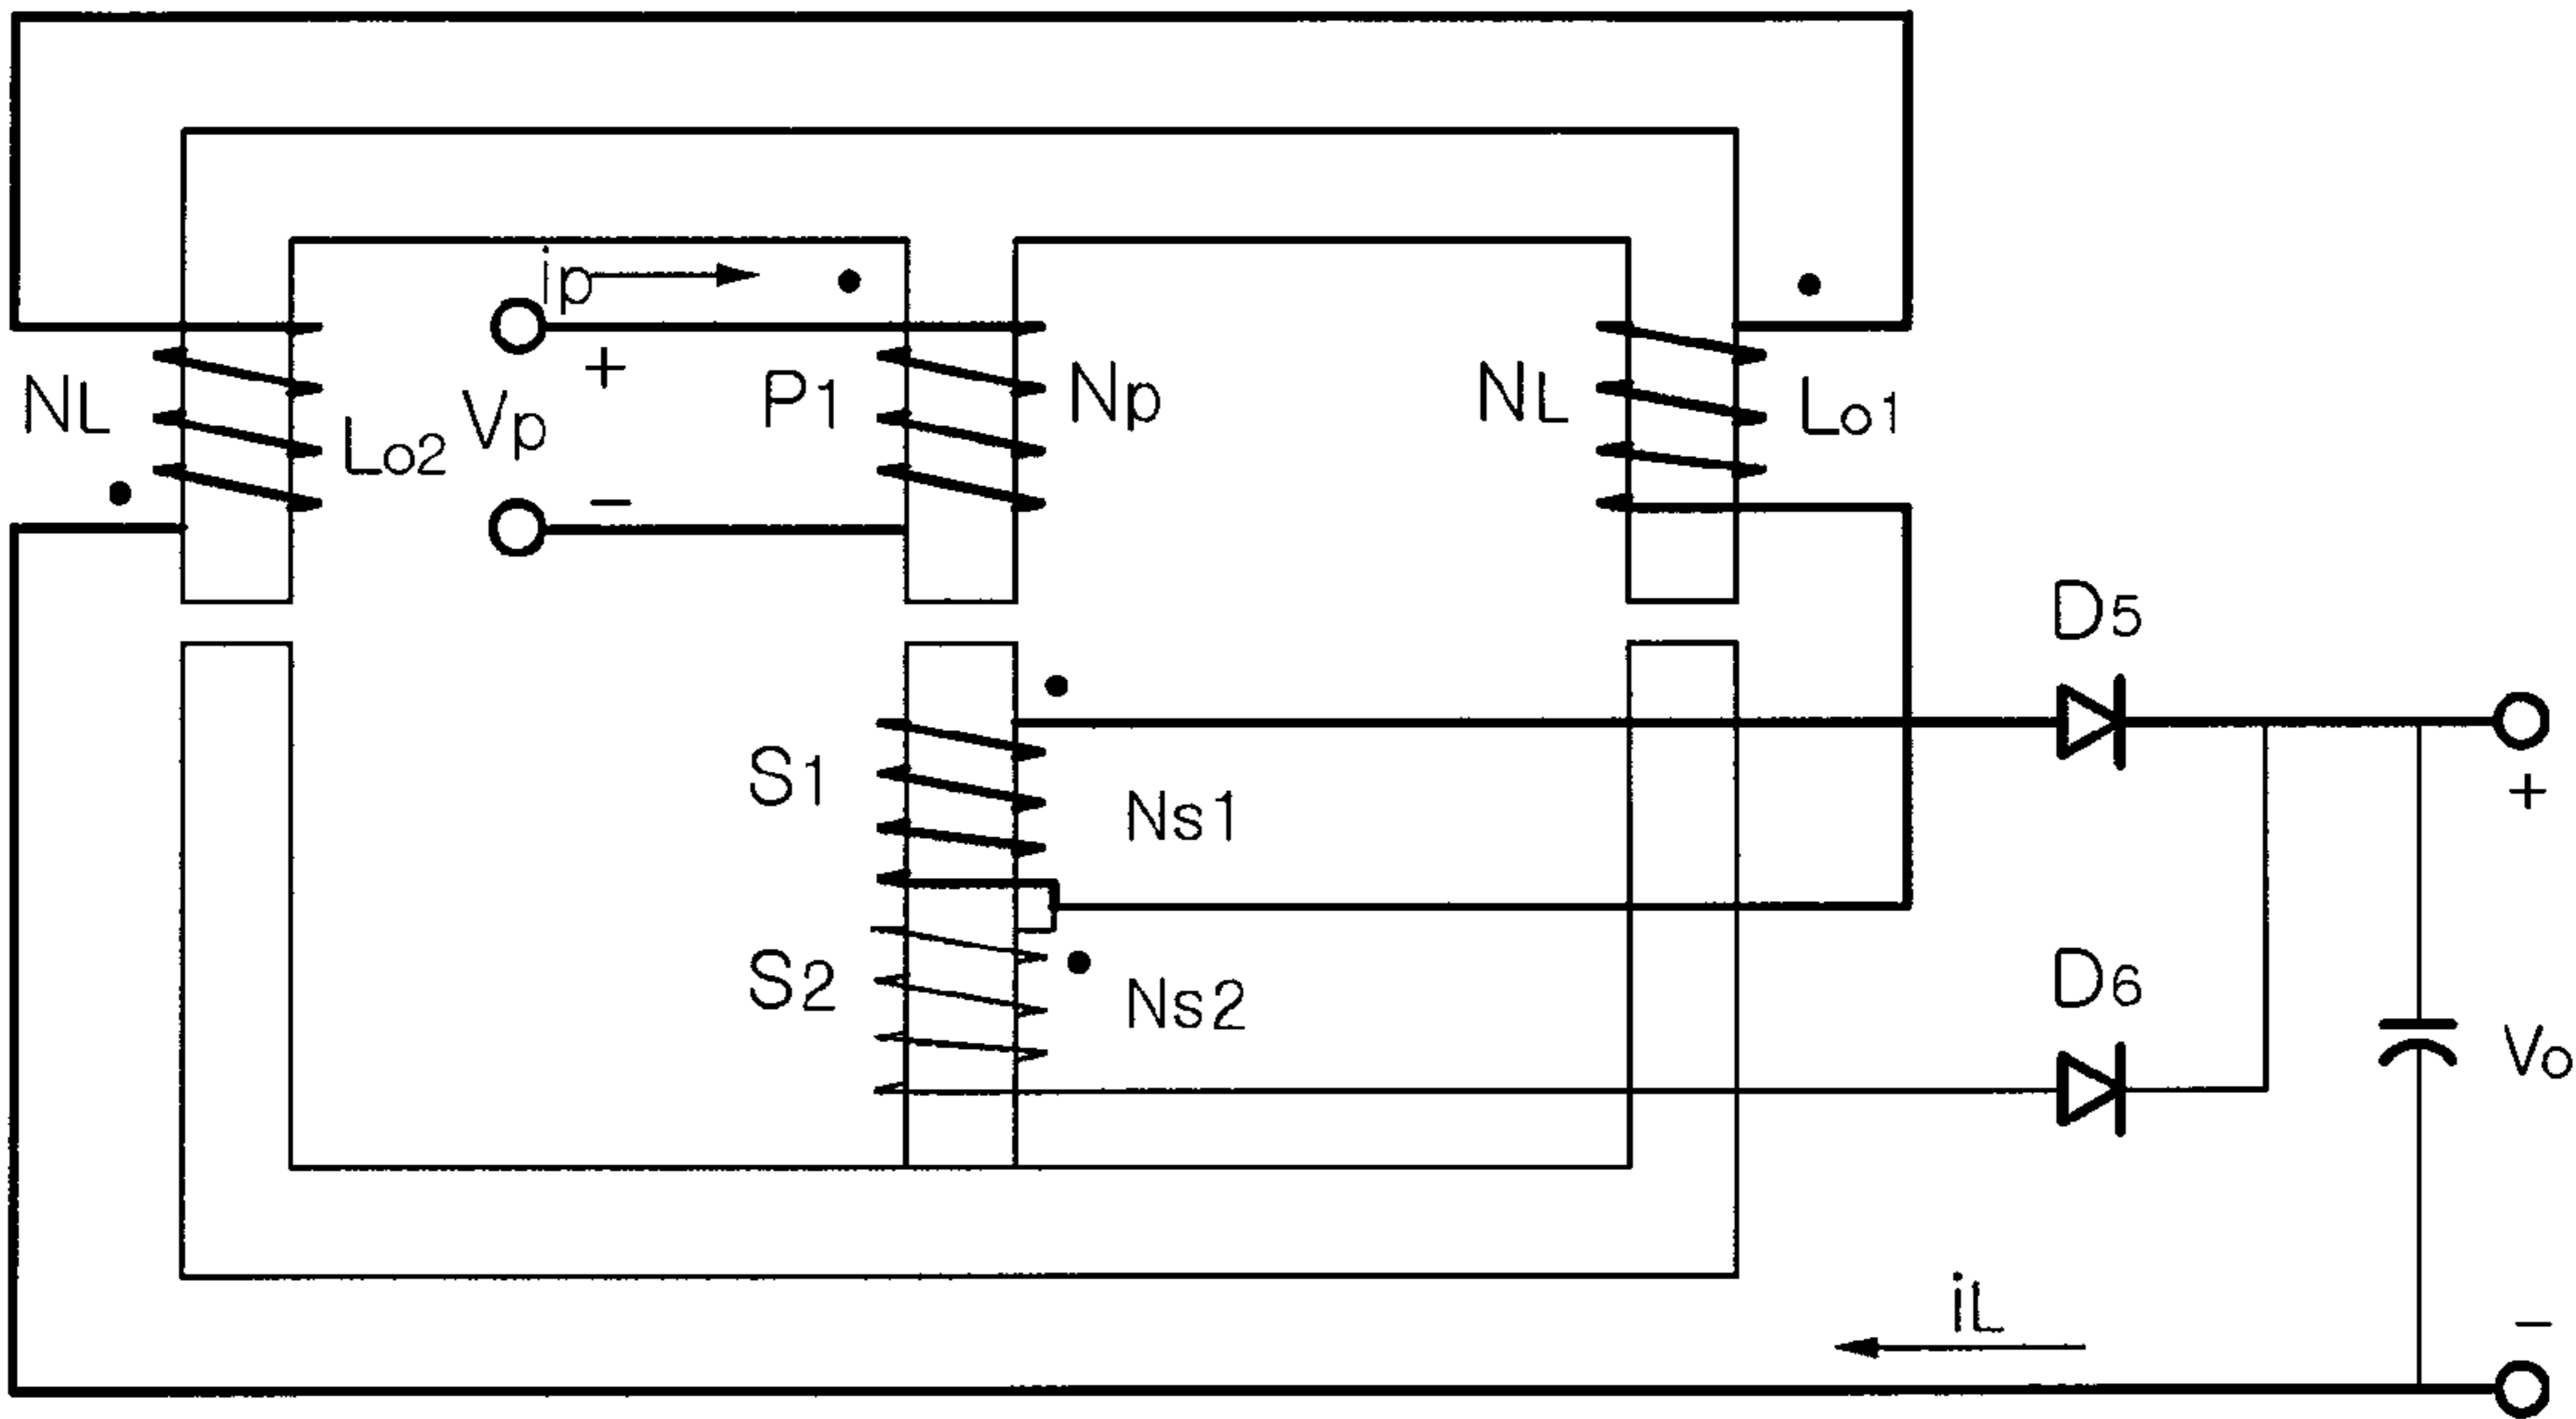 ip
NL
Lo2
+
Vp
−
P1
Np
NL
Lo1
D5
S1
Ns1
+
S2
Ns2
D6
Vo
iL
−